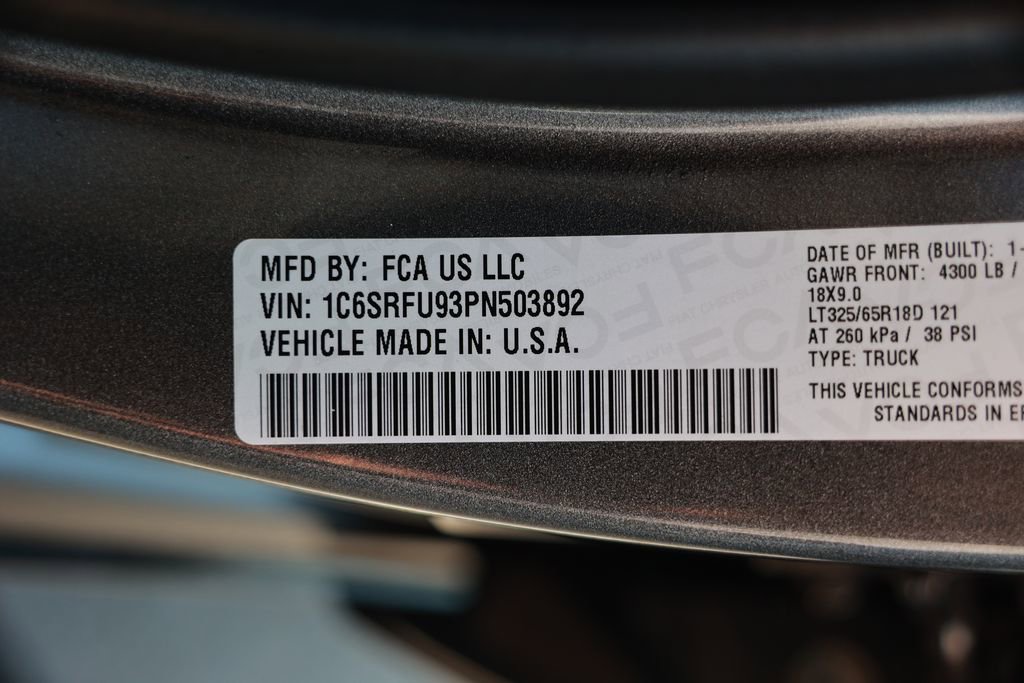 MFD BY: FCA US LLC
VIN: 1C6SRFU93PN503892
VEHICLE MADE IN: U.S.A.
DATE OF MFR (BUILT): 1-
GAWR FRONT: 4300 LB /
18X9.0
LT325/65R18D 121
AT 260 kPa / 38 PSI
TYPE: TRUCK
THIS VEHICLE CONFORMS
STANDARDS IN